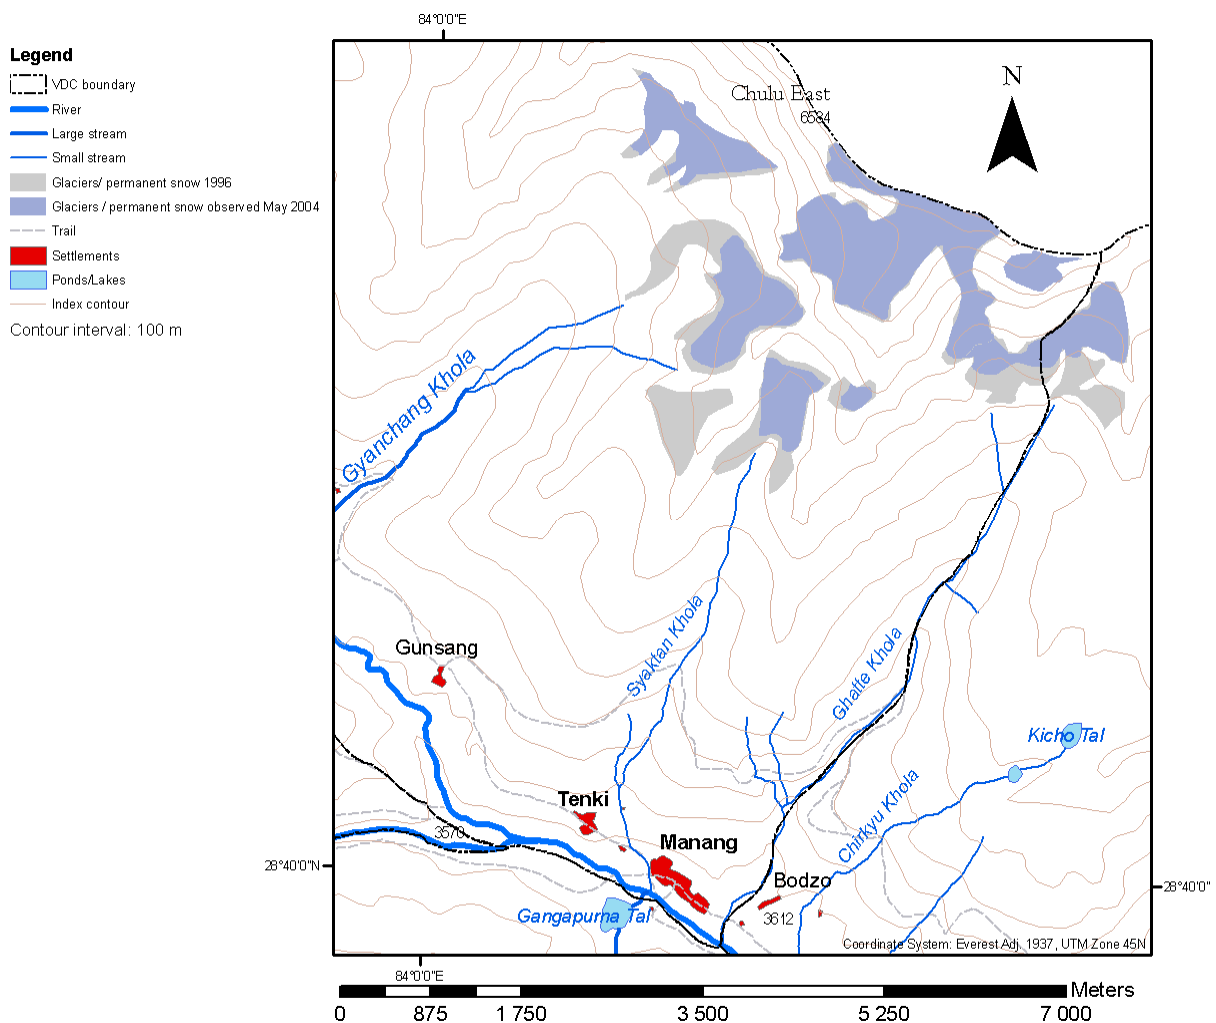 84°0'0"E
Legend
VDC boundary
River
Large stream
Small stream
Glaciers/ permanent snow 1996
Glaciers / permanent snow observed May 2004
Trail
Settlements
Ponds/Lakes
Index contour
Contour interval: 100 m
Chulu East
6584
N
Gyanchang Khola
Syaktan Khola
Ghatte Khola
Gunsang
Kicho Tal
Chirkyu Khola
Tenki
3570
Manang
28°40'0"N
Bodzo
28°40'0"
Gangapurna Tal
3612
Coordinate System: Everest Adj. 1937, UTM Zone 45N
84°0'0"E
Meters
0 875 1 750 3 500 5 250 7 000